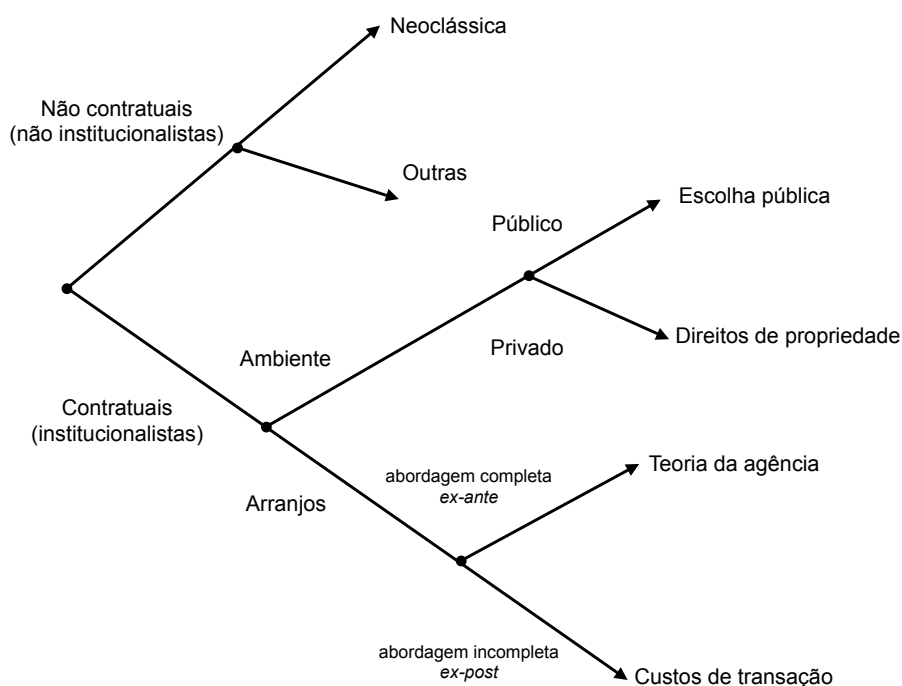 Neoclássica
Não contratuais
(não institucionalistas)
Outras
Escolha pública
Público
Direitos de propriedade
Privado
Ambiente
Contratuais
(institucionalistas)
Teoria da agência
abordagem completa
ex-ante
Arranjos
abordagem incompleta
ex-post
Custos de transação